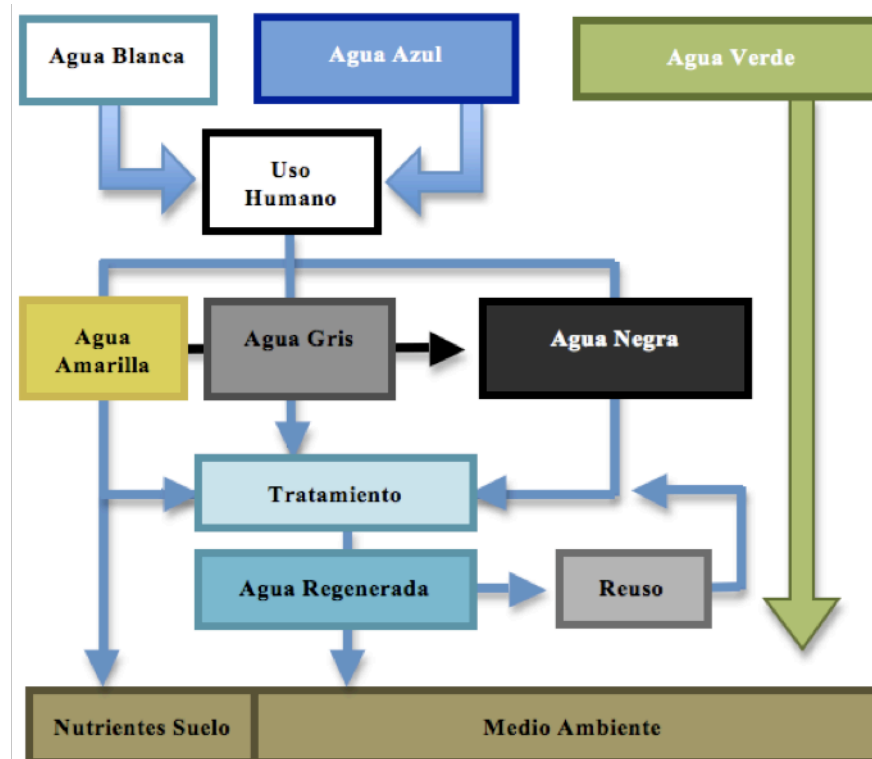 Agua Blanca
Agua Azul
Agua Verde
Uso
Humano
Agua
Amarilla
Agua Gris
Agua Negra
Tratamiento
Agua Regenerada
Reuso
Nutrientes Suelo
Medio Ambiente